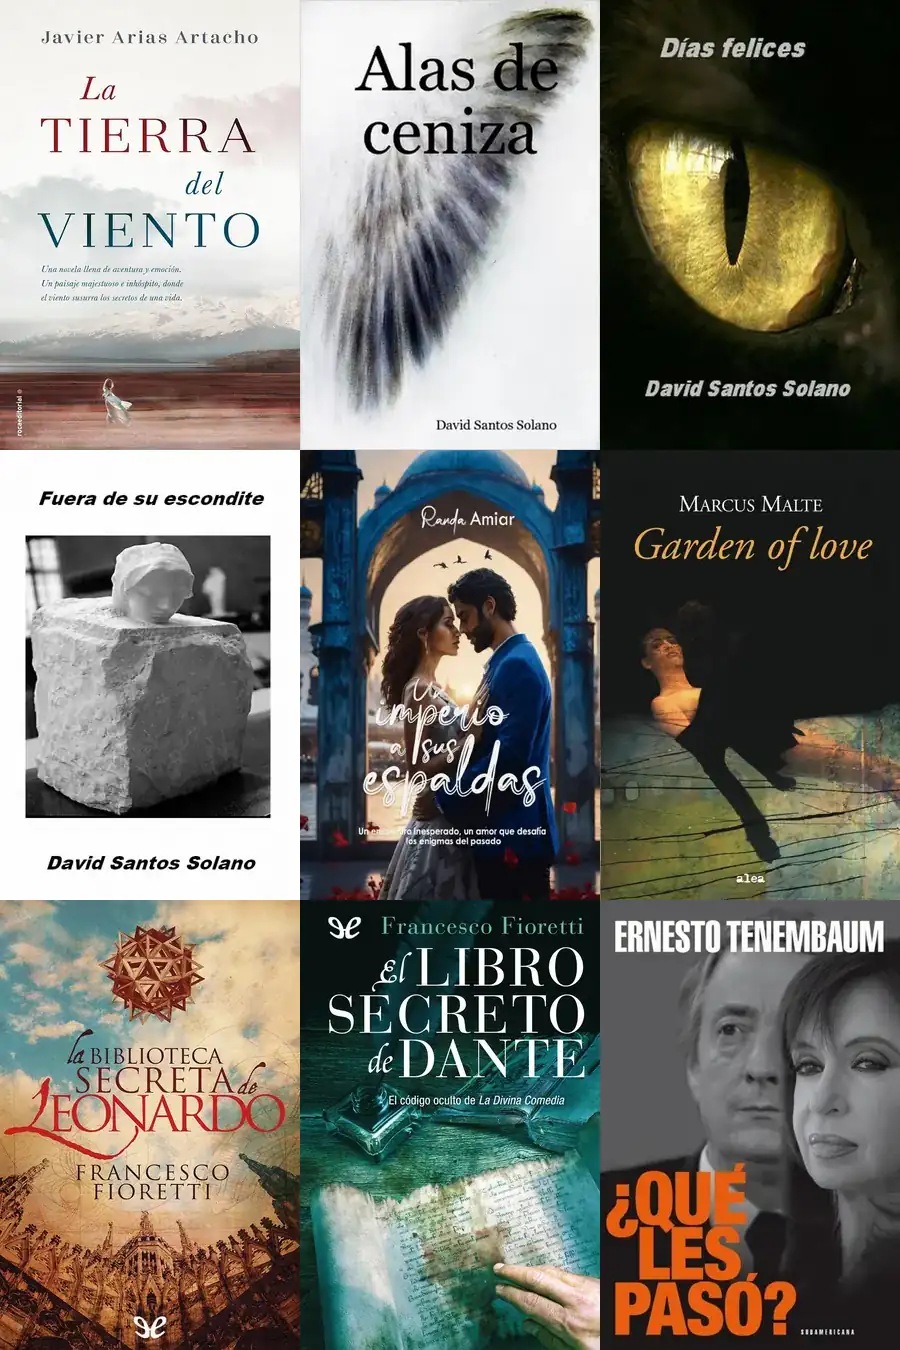 Javier Arias Artacho
La
TIERRA
del
VIENTO
Una novela llena de aventura y emoción.
Un paisaje majestuoso e inhóspito, donde
el viento susurra los secretos de una vida.
rocaeditorial
Alas de
ceniza
David Santos Solano
Días felices
David Santos Solano
Fuera de su escondite
David Santos Solano
Randa Amiar
Un
imperio
a sus
espaldas
Un encuentro inesperado, un amor que desafía
los enigmas del pasado
MARCUS MALTE
Garden of love
alea
la BIBLIOTECA
SECRETA de
LEONARDO
FRANCESCO
FIORETTI
Francesco Fioretti
El LIBRO
SECRETO
de DANTE
El código oculto de La Divina Comedia
ERNESTO TENEMBAUM
¿QUÉ
LES
PASÓ?
SUDAMERICANA